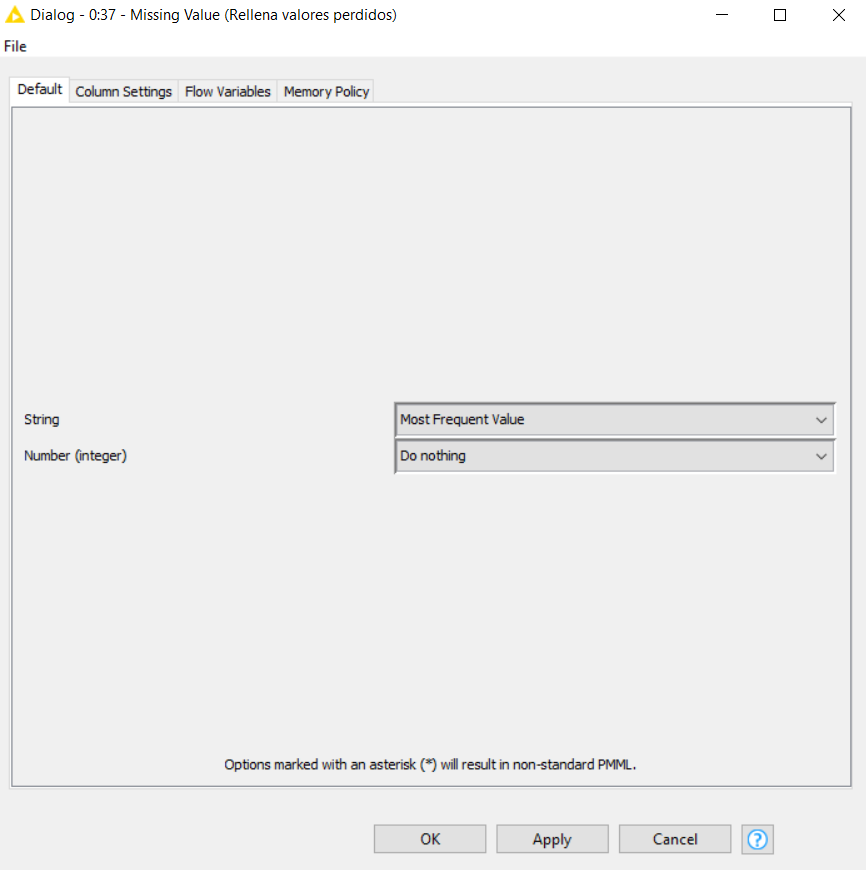 Dialog - 0:37 - Missing Value (Rellena valores perdidos)
File
Default Column Settings Flow Variables Memory Policy
String Most Frequent Value
Number (integer) Do nothing
Options marked with an asterisk (*) will result in non-standard PMML.
OK Apply Cancel ?